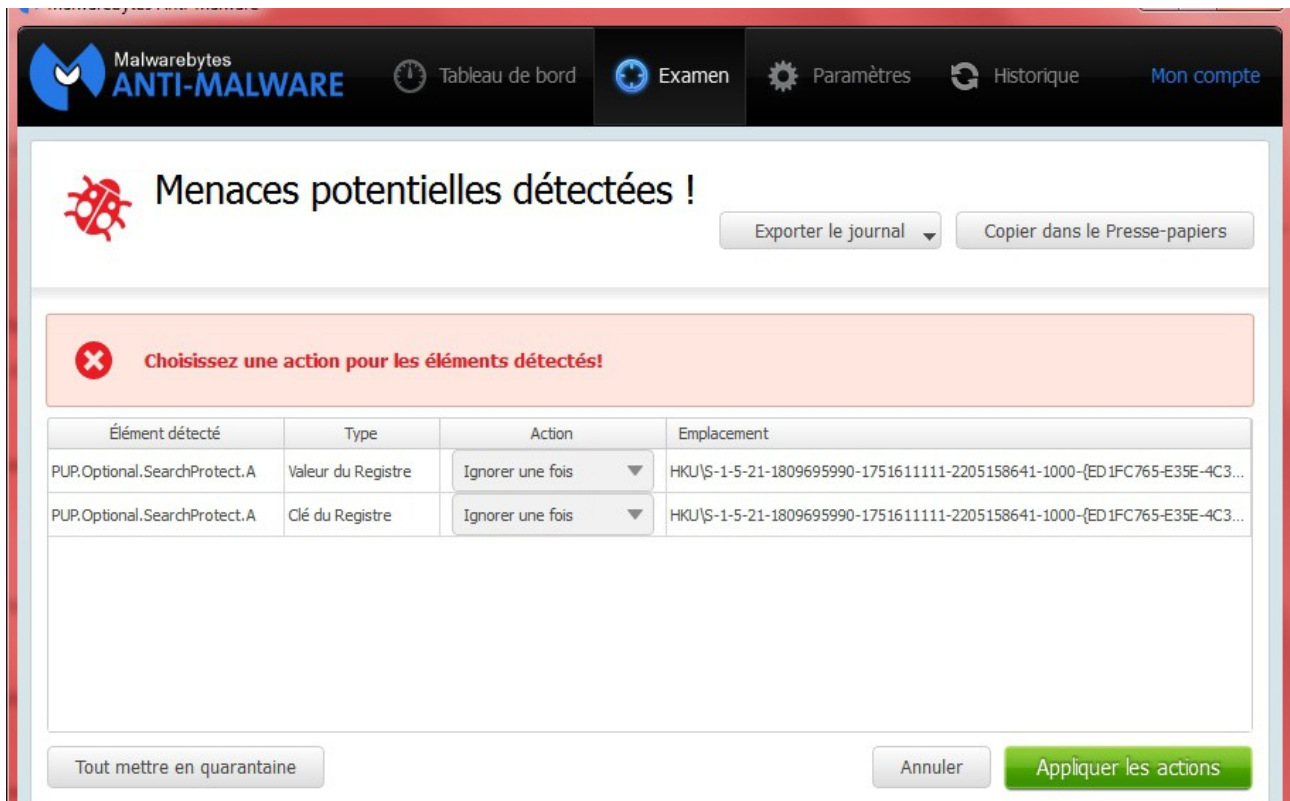 Malwarebytes
ANTI-MALWARE
Tableau de bord
Examen
Paramètres
Historique
Mon compte
Menaces potentielles détectées !
Exporter le journal
Copier dans le Presse-papiers
Choisissez une action pour les éléments détectés!
Élément détecté Type Action Emplacement
PUP.Optional.SearchProtect.A Valeur du Registre Ignorer une fois HKU\S-1-5-21-1809695990-1751611111-2205158641-1000-{ED1FC765-E35E-4C3...
PUP.Optional.SearchProtect.A Clé du Registre Ignorer une fois HKU\S-1-5-21-1809695990-1751611111-2205158641-1000-{ED1FC765-E35E-4C3...
Tout mettre en quarantaine
Annuler
Appliquer les actions